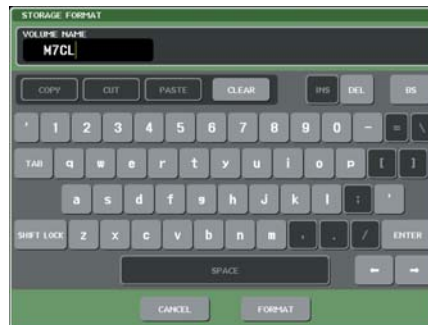 STORAGE FORMAT
VOLUME NAME
M7CL
COPY CUT PASTE CLEAR INS DEL BS
' 1 2 3 4 5 6 7 8 9 0 - = \
TAB q w e r t y u i o p [ ]
a s d f g h j k l ; '
SHIFT LOCK z x c v b n m , . / ENTER
SPACE ← →
CANCEL FORMAT